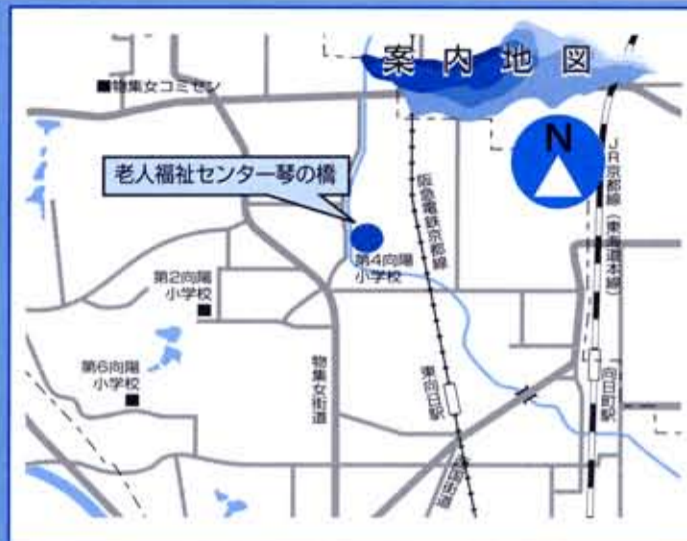 案内地図
■物集女コミセン
N
老人福祉センター琴の橋
阪急電鉄京都線
JR京都線(東海道本線)
第4向陽
小学校
第2向陽
小学校
第6向陽
小学校
物集女街道
東向日駅
向日町駅
国街道